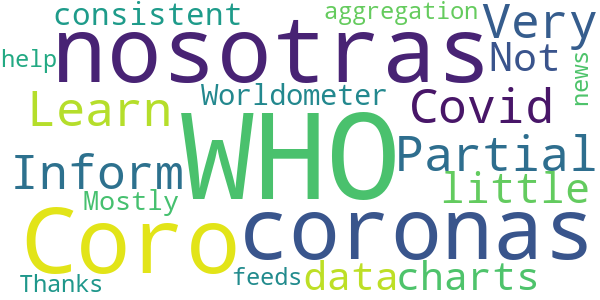 consistent
aggregation
Very
nosotras
Not
help
news
Learn
Worldometer
Covid
WHO
Partial
Inform
little
Mostly
Coro
coronas
Thanks
feeds
data
charts